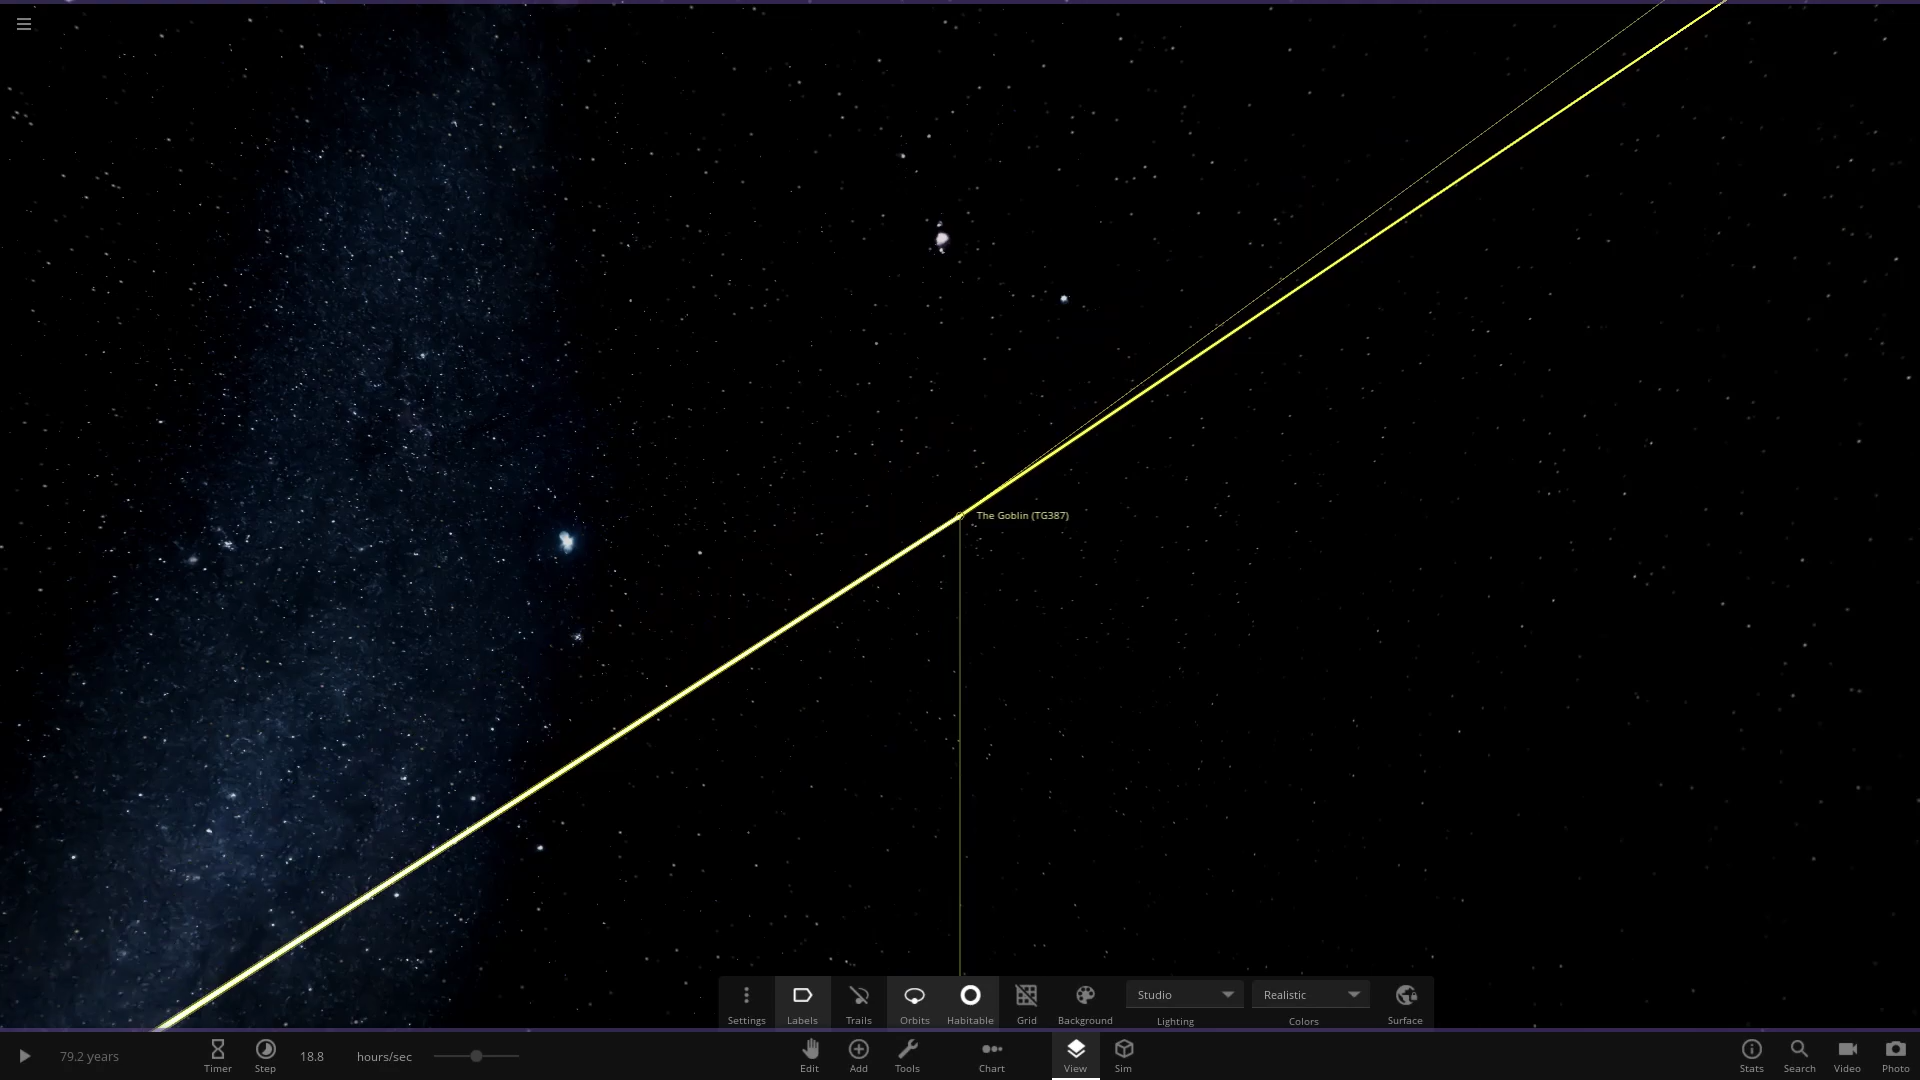 The Goblin (TG387)
Settings
Labels
Trails
Orbits
Habitable
Grid
Background
Studio
Lighting
Realistic
Colors
Surface
79.2 years
Timer
Step
18.8 hours/sec
Edit
Add
Tools
Chart
View
Sim
Stats
Search
Video
Photo